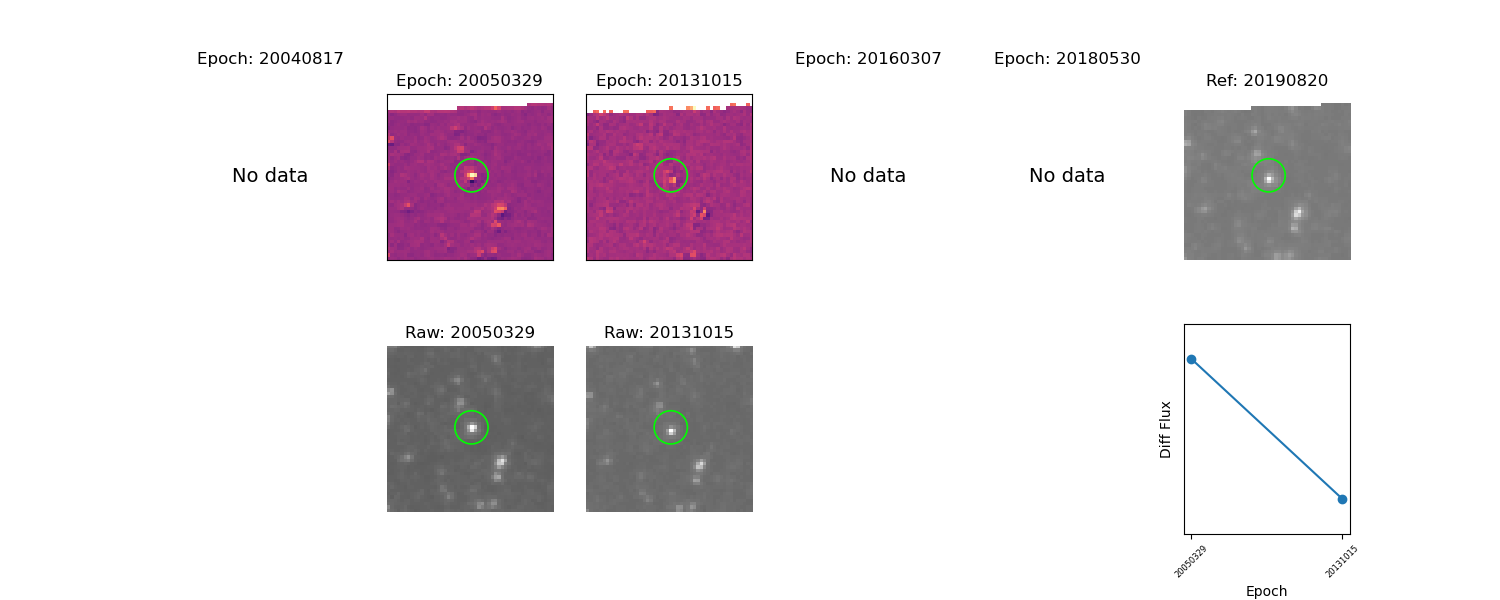 Epoch: 20040817
No data
Epoch: 20050329
Epoch: 20131015
Epoch: 20160307
No data
Epoch: 20180530
No data
Ref: 20190820
Raw: 20050329
Raw: 20131015
Diff Flux
20050329
20131015
Epoch